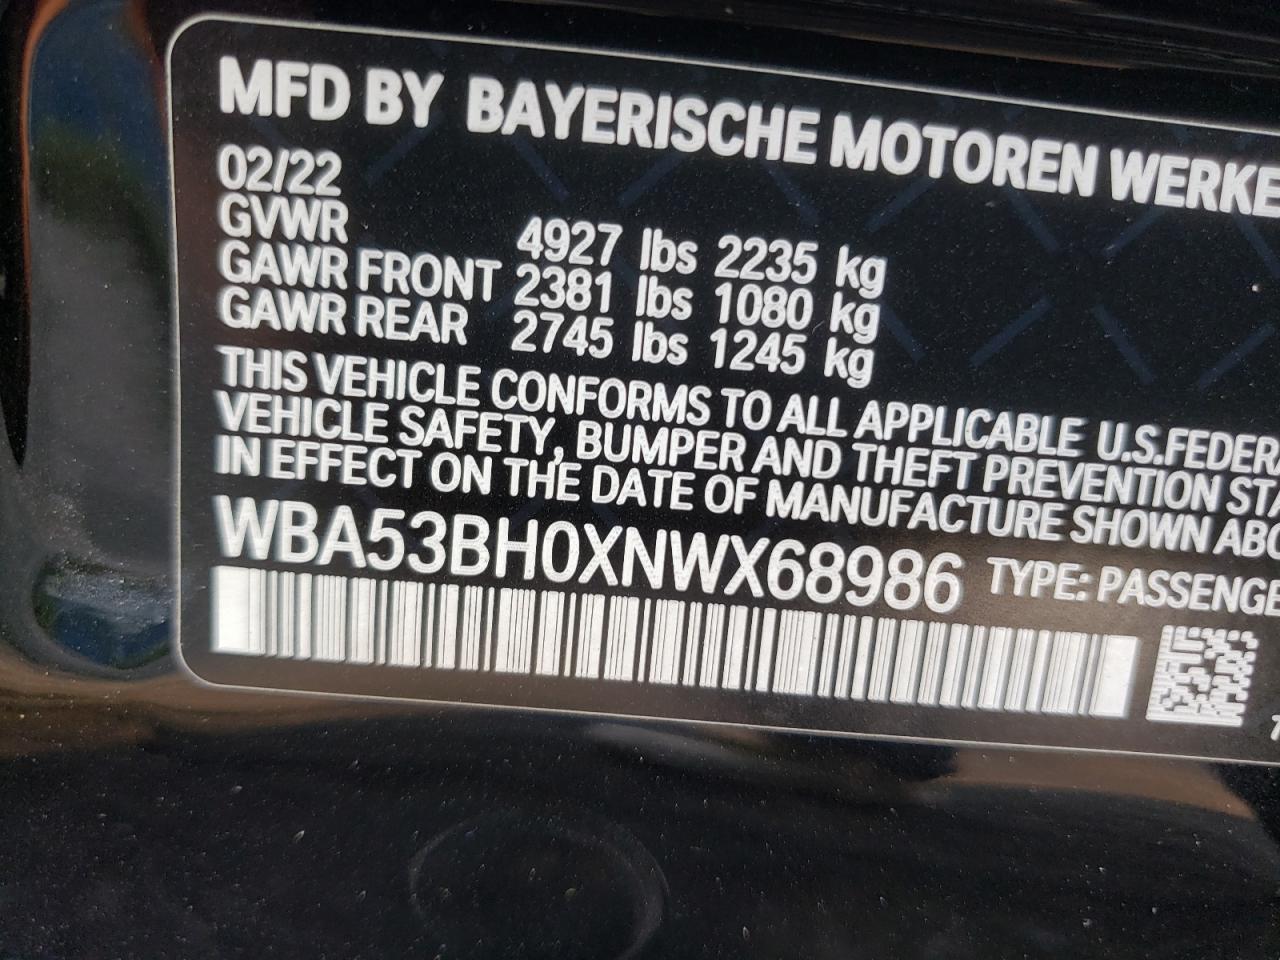 MFD BY BAYERISCHE MOTOREN WERKE
02/22
GVWR 4927 lbs 2235 kg
GAWR FRONT 2381 lbs 1080 kg
GAWR REAR 2745 lbs 1245 kg
THIS VEHICLE CONFORMS TO ALL APPLICABLE U.S.FEDERA
VEHICLE SAFETY, BUMPER AND THEFT PREVENTION STA
IN EFFECT ON THE DATE OF MANUFACTURE SHOWN ABO
WBA53BH0XNWX68986 TYPE: PASSENGE